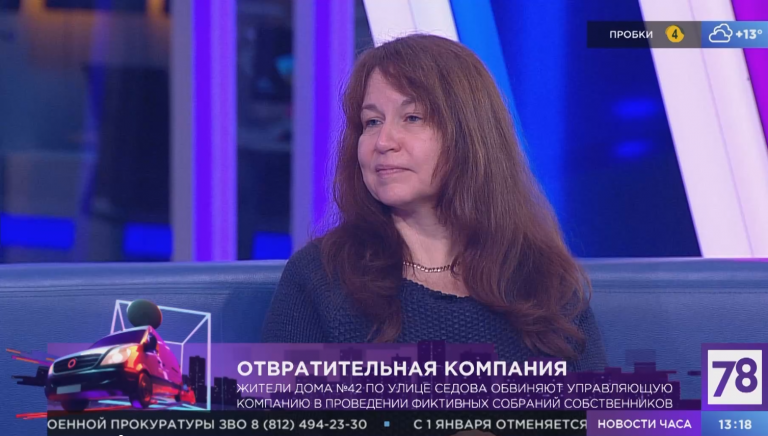 ПРОБКИ 4 +13°
ОТВРАТИТЕЛЬНАЯ КОМПАНИЯ
ЖИТЕЛИ ДОМА №42 ПО УЛИЦЕ СЕДОВА ОБВИНЯЮТ УПРАВЛЯЮЩУЮ
КОМПАНИЮ В ПРОВЕДЕНИИ ФИКТИВНЫХ СОБРАНИЙ СОБСТВЕННИКОВ
78
ОЕННОЙ ПРОКУРАТУРЫ ЗВО 8 (812) 494-23-30 • С 1 ЯНВАРЯ ОТМЕНЯЕТСЯ НОВОСТИ ЧАСА 13:18